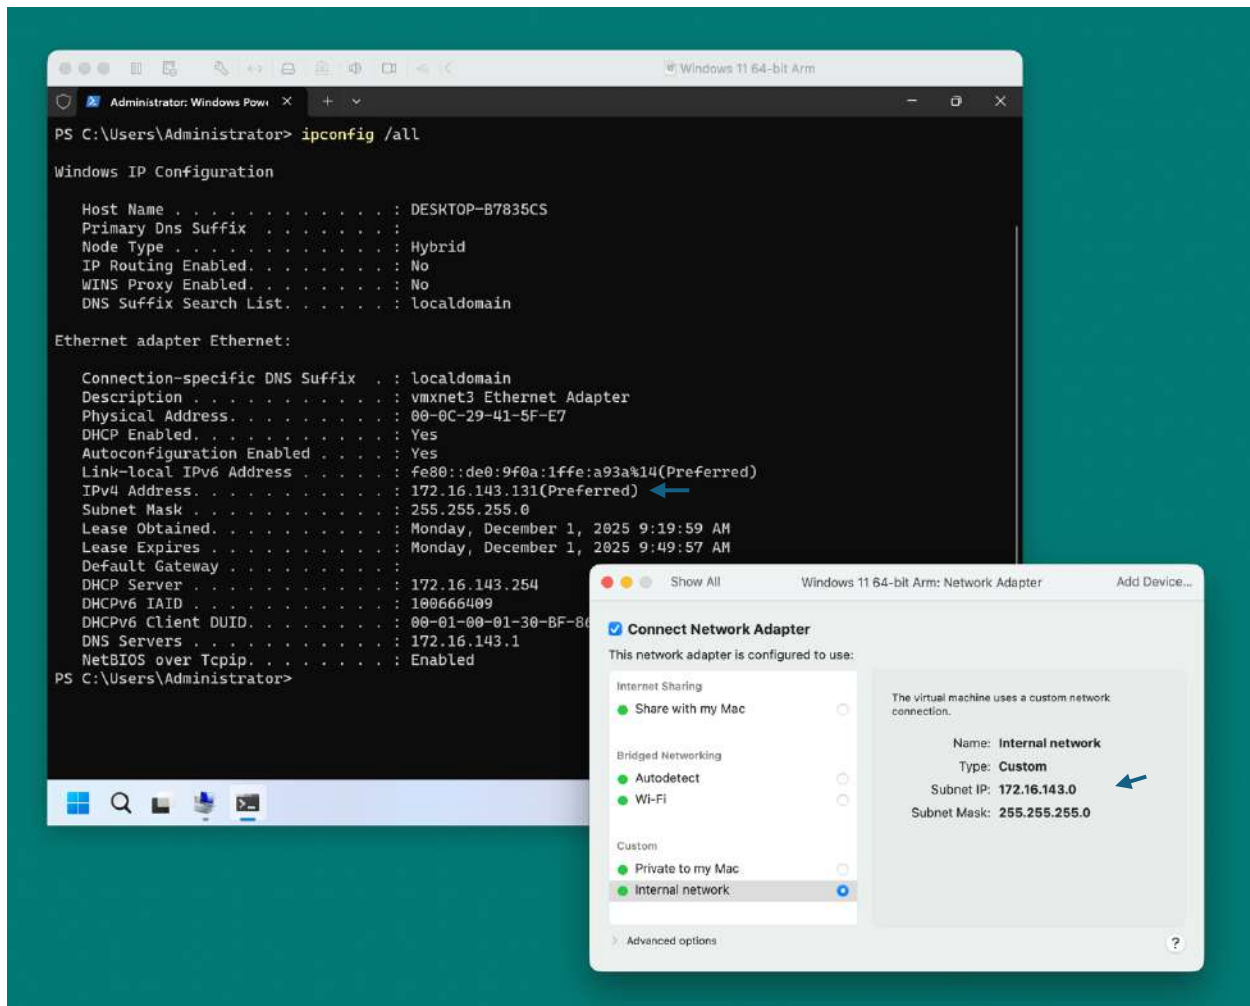 Windows 11 64-bit Arm
Administrator: Windows Powe
PS C:\Users\Administrator> ipconfig /all
Windows IP Configuration
Host Name . . . . . . . . . . . . : DESKTOP-B7835CS
Primary Dns Suffix . . . . . . . :
Node Type . . . . . . . . . . . . : Hybrid
IP Routing Enabled. . . . . . . . : No
WINS Proxy Enabled. . . . . . . . : No
DNS Suffix Search List. . . . . . : localdomain
Ethernet adapter Ethernet:
Connection-specific DNS Suffix . : localdomain
Description . . . . . . . . . . . : vmxnet3 Ethernet Adapter
Physical Address. . . . . . . . . : 00-0C-29-41-5F-E7
DHCP Enabled. . . . . . . . . . . : Yes
Autoconfiguration Enabled . . . . : Yes
Link-local IPv6 Address . . . . . : fe80::de0:9f0a:1ffe:a93a%14(Preferred)
IPv4 Address. . . . . . . . . . . : 172.16.143.131(Preferred)
Subnet Mask . . . . . . . . . . . : 255.255.255.0
Lease Obtained. . . . . . . . . . : Monday, December 1, 2025 9:19:59 AM
Lease Expires . . . . . . . . . . : Monday, December 1, 2025 9:49:57 AM
Default Gateway . . . . . . . . . :
DHCP Server . . . . . . . . . . . : 172.16.143.254
DHCPv6 IAID . . . . . . . . . . . : 100666409
DHCPv6 Client DUID. . . . . . . . : 00-01-00-01-30-BF-86
DNS Servers . . . . . . . . . . . : 172.16.143.1
NetBIOS over Tcpip. . . . . . . . : Enabled
PS C:\Users\Administrator>
Show All
Windows 11 64-bit Arm: Network Adapter
Add Device...
Connect Network Adapter
This network adapter is configured to use:
Internet Sharing
Share with my Mac
Bridged Networking
Autodetect
Wi-Fi
Custom
Private to my Mac
Internal network
The virtual machine uses a custom network
connection.
Name: Internal network
Type: Custom
Subnet IP: 172.16.143.0
Subnet Mask: 255.255.255.0
Advanced options
?